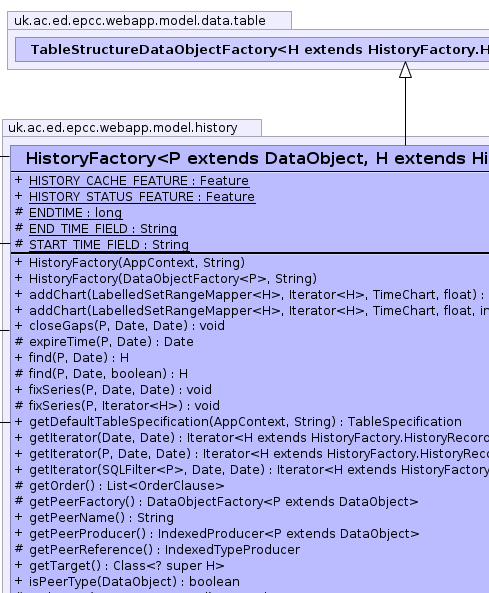 uk.ac.ed.epcc.webapp.model.data.table
TableStructureDataObjectFactory<H extends HistoryFactory.H
uk.ac.ed.epcc.webapp.model.history
HistoryFactory<P extends DataObject, H extends Hi
+ HISTORY_CACHE_FEATURE : Feature
+ HISTORY_STATUS_FEATURE : Feature
# ENDTIME : long
# END_TIME_FIELD : String
# START_TIME_FIELD : String
+ HistoryFactory(AppContext, String)
+ HistoryFactory(DataObjectFactory<P>, String)
+ addChart(LabelledSetRangeMapper<H>, Iterator<H>, TimeChart, float) :
+ addChart(LabelledSetRangeMapper<H>, Iterator<H>, TimeChart, float, in
+ closeGaps(P, Date, Date) : void
# expireTime(P, Date) : Date
+ find(P, Date) : H
# find(P, Date, boolean) : H
+ fixSeries(P, Date, Date) : void
# fixSeries(P, Iterator<H>) : void
+ getDefaultTableSpecification(AppContext, String) : TableSpecification
+ getIterator(Date, Date) : Iterator<H extends HistoryFactory.HistoryRecor
+ getIterator(P, Date, Date) : Iterator<H extends HistoryFactory.HistoryReco
+ getIterator(SQLFilter<P>, Date, Date) : Iterator<H extends HistoryFactory
# getOrder() : List<OrderClause>
# getPeerFactory() : DataObjectFactory<P extends DataObject>
+ getPeerName() : String
+ getPeerProducer() : IndexedProducer<P extends DataObject>
# getPeerReference() : IndexedTypeProducer
+ getTarget() : Class<? super H>
+ isPeerType(DataObject) : boolean